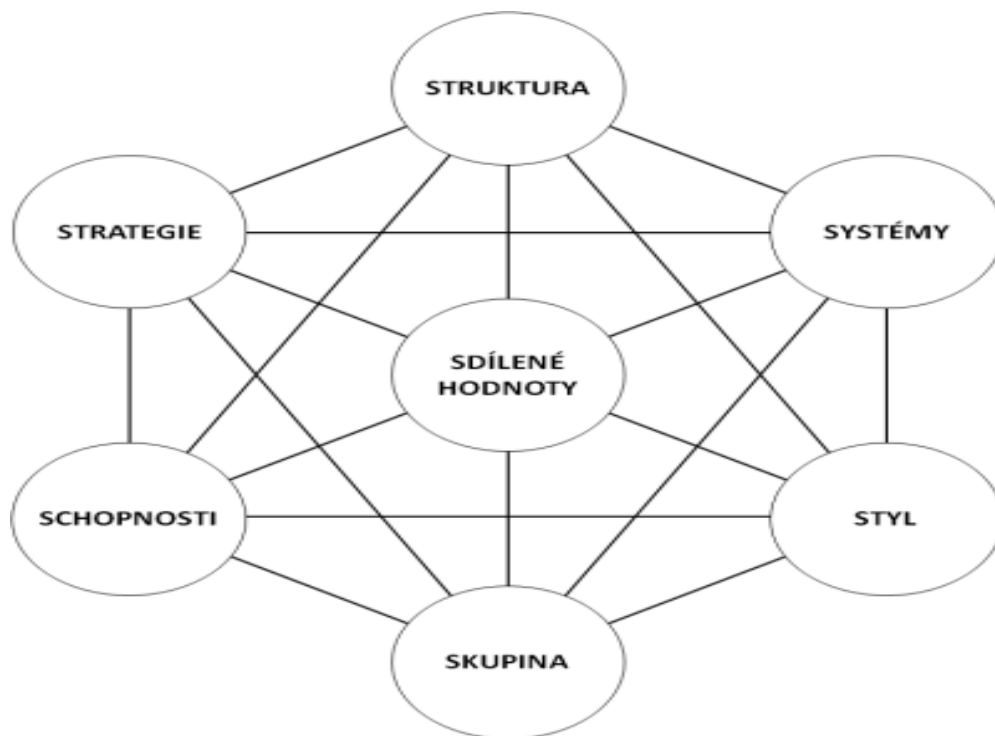 STRUKTURA
STRATEGIE
SYSTÉMY
SDÍLENÉ
HODNOTY
SCHOPNOSTI
STYL
SKUPINA